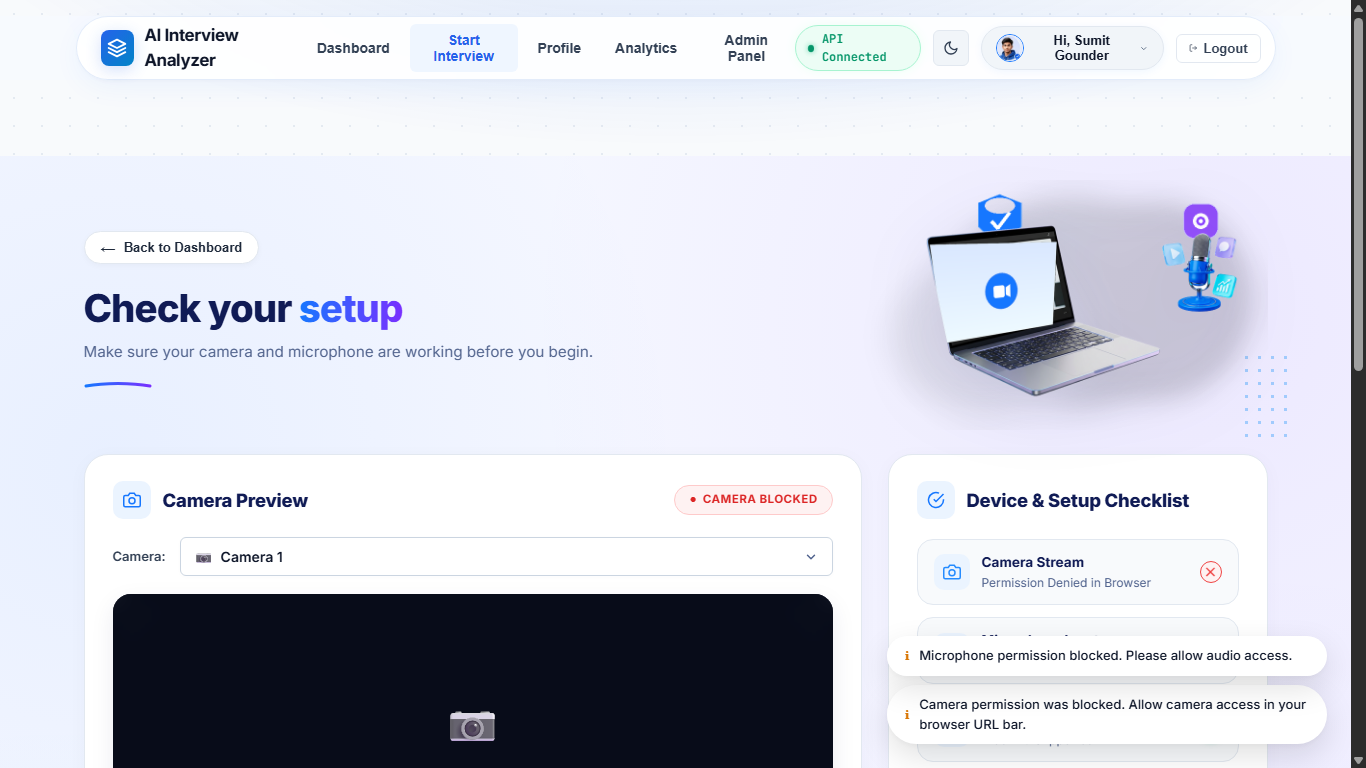 AI Interview
Analyzer
Dashboard
Start
Interview
Profile
Analytics
Admin
Panel
API
Connected
Hi, Sumit
Gounder
Logout
← Back to Dashboard
Check your setup
Make sure your camera and microphone are working before you begin.
Camera Preview
CAMERA BLOCKED
Camera:
Camera 1
Device & Setup Checklist
Camera Stream
Permission Denied in Browser
Microphone permission blocked. Please allow audio access.
Camera permission was blocked. Allow camera access in your
browser URL bar.